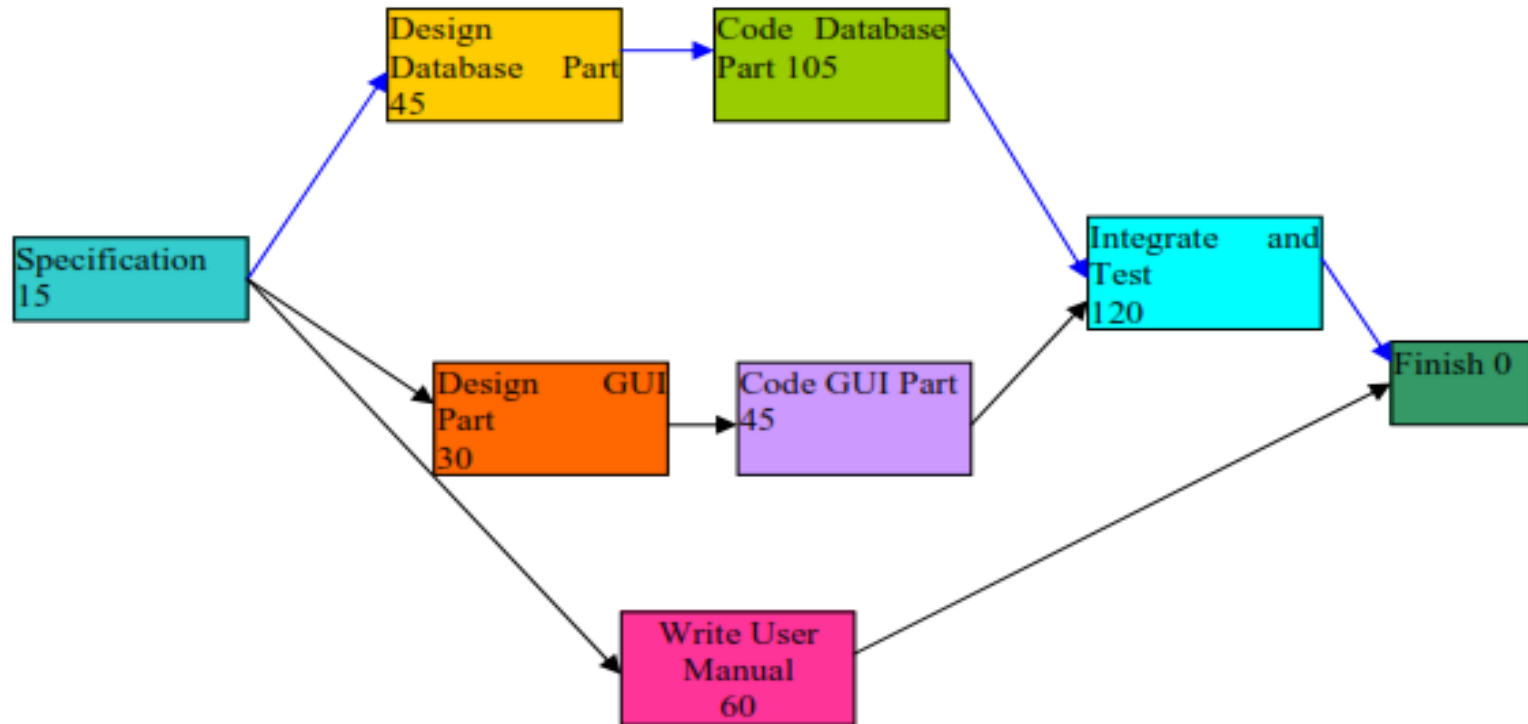 Design
Database Part
45
Code Database
Part 105
Specification
15
Integrate and
Test
120
Finish 0
Design GUI
Part
30
Code GUI Part
45
Write User
Manual
60